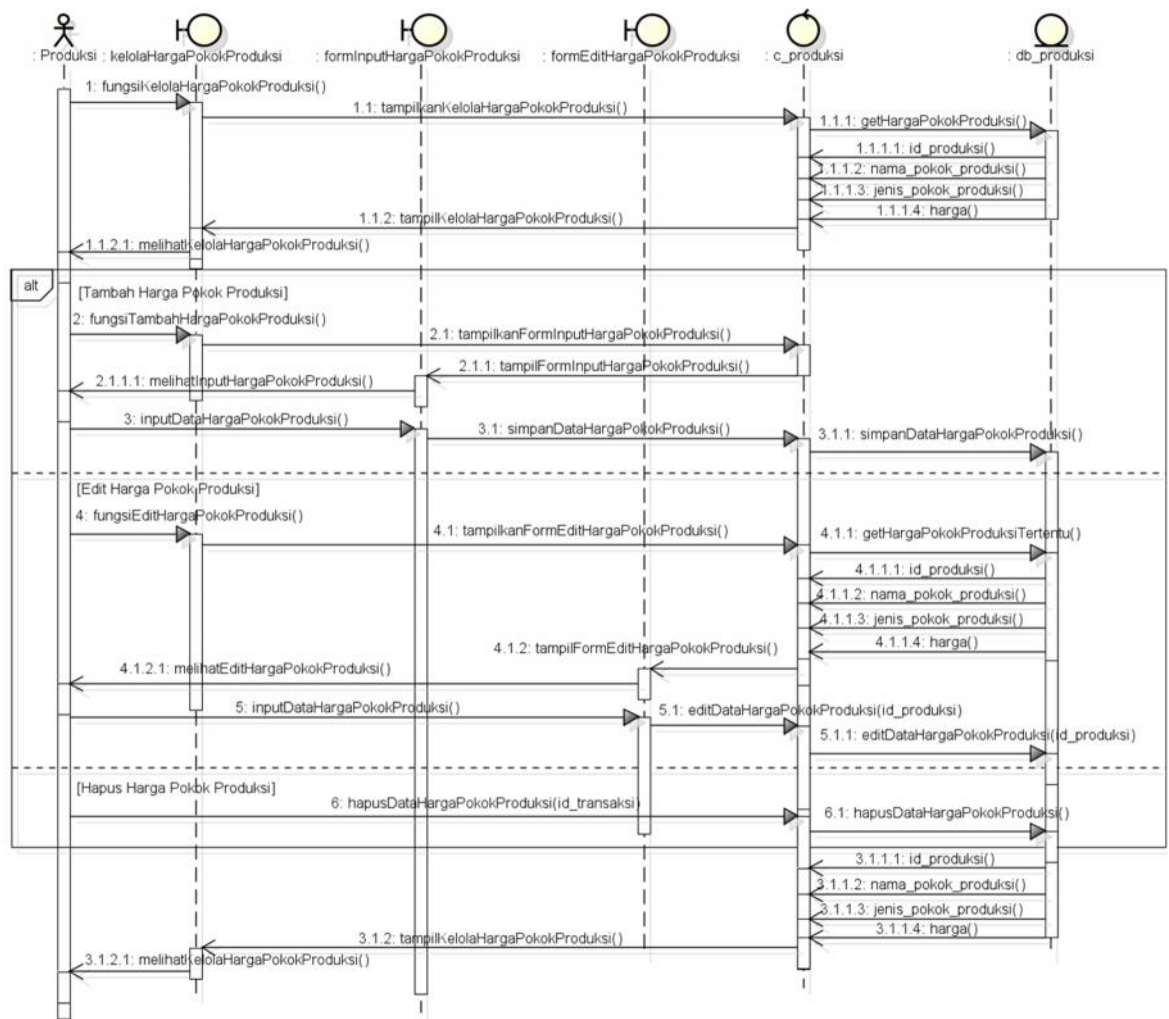 : Produksi
: kelolaHargaPokokProduksi
: formInputHargaPokokProduksi
: formEditHargaPokokProduksi
: c_produksi
: db_produksi
1: fungsiKelolaHargaPokokProduksi()
1.1: tampilkanKelolaHargaPokokProduksi()
1.1.1: getHargaPokokProduksi()
1.1.1.1: id_produksi()
1.1.1.2: nama_pokok_produksi()
1.1.1.3: jenis_pokok_produksi()
1.1.1.4: harga()
1.1.2: tampilKelolaHargaPokokProduksi()
1.1.2.1: melihatKelolaHargaPokokProduksi()
alt
[Tambah Harga Pokok Produksi]
2: fungsiTambahHargaPokokProduksi()
2.1: tampilkanFormInputHargaPokokProduksi()
2.1.1: tampilFormInputHargaPokokProduksi()
2.1.1.1: melihatInputHargaPokokProduksi()
3: inputDataHargaPokokProduksi()
3.1: simpanDataHargaPokokProduksi()
3.1.1: simpanDataHargaPokokProduksi()
[Edit Harga Pokok Produksi]
4: fungsiEditHargaPokokProduksi()
4.1: tampilkanFormEditHargaPokokProduksi()
4.1.1: getHargaPokokProduksiTertentu()
4.1.1.1: id_produksi()
4.1.1.2: nama_pokok_produksi()
4.1.1.3: jenis_pokok_produksi()
4.1.1.4: harga()
4.1.2: tampilFormEditHargaPokokProduksi()
4.1.2.1: melihatEditHargaPokokProduksi()
5: inputDataHargaPokokProduksi()
5.1: editDataHargaPokokProduksi(id_produksi)
5.1.1: editDataHargaPokokProduksi(id_produksi)
[Hapus Harga Pokok Produksi]
6: hapusDataHargaPokokProduksi(id_transaksi)
6.1: hapusDataHargaPokokProduksi()
3.1.1.1: id_produksi()
3.1.1.2: nama_pokok_produksi()
3.1.1.3: jenis_pokok_produksi()
3.1.1.4: harga()
3.1.2: tampilKelolaHargaPokokProduksi()
3.1.2.1: melihatKelolaHargaPokokProduksi()